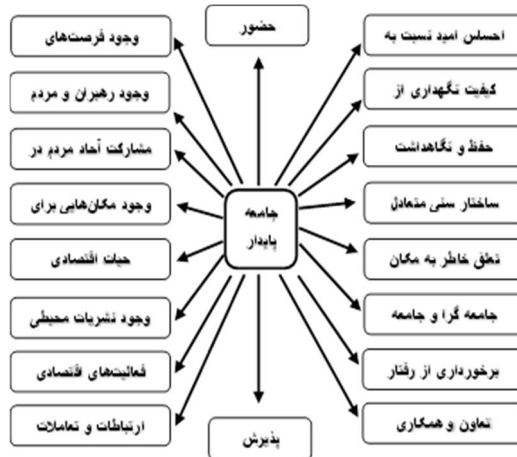 حضور
احساس امید نسبت به
کیفیت نگهداری از
حفظ و نگاهداشت
ساختار سنی متعادل
تعلق خاطر به مکان
جامعه گرا و جامعه
برخورداری از رفتار
تعاون و همکاری
جامعه
پایدار
وجود فرصت‌های
وجود رهبران و مردم
مشارکت آحاد مردم در
وجود مکان‌هایی برای
حیات اقتصادی
وجود نشریات محیطی
فعالیت‌های اقتصادی
ارتباطات و تعاملات
پذیرش